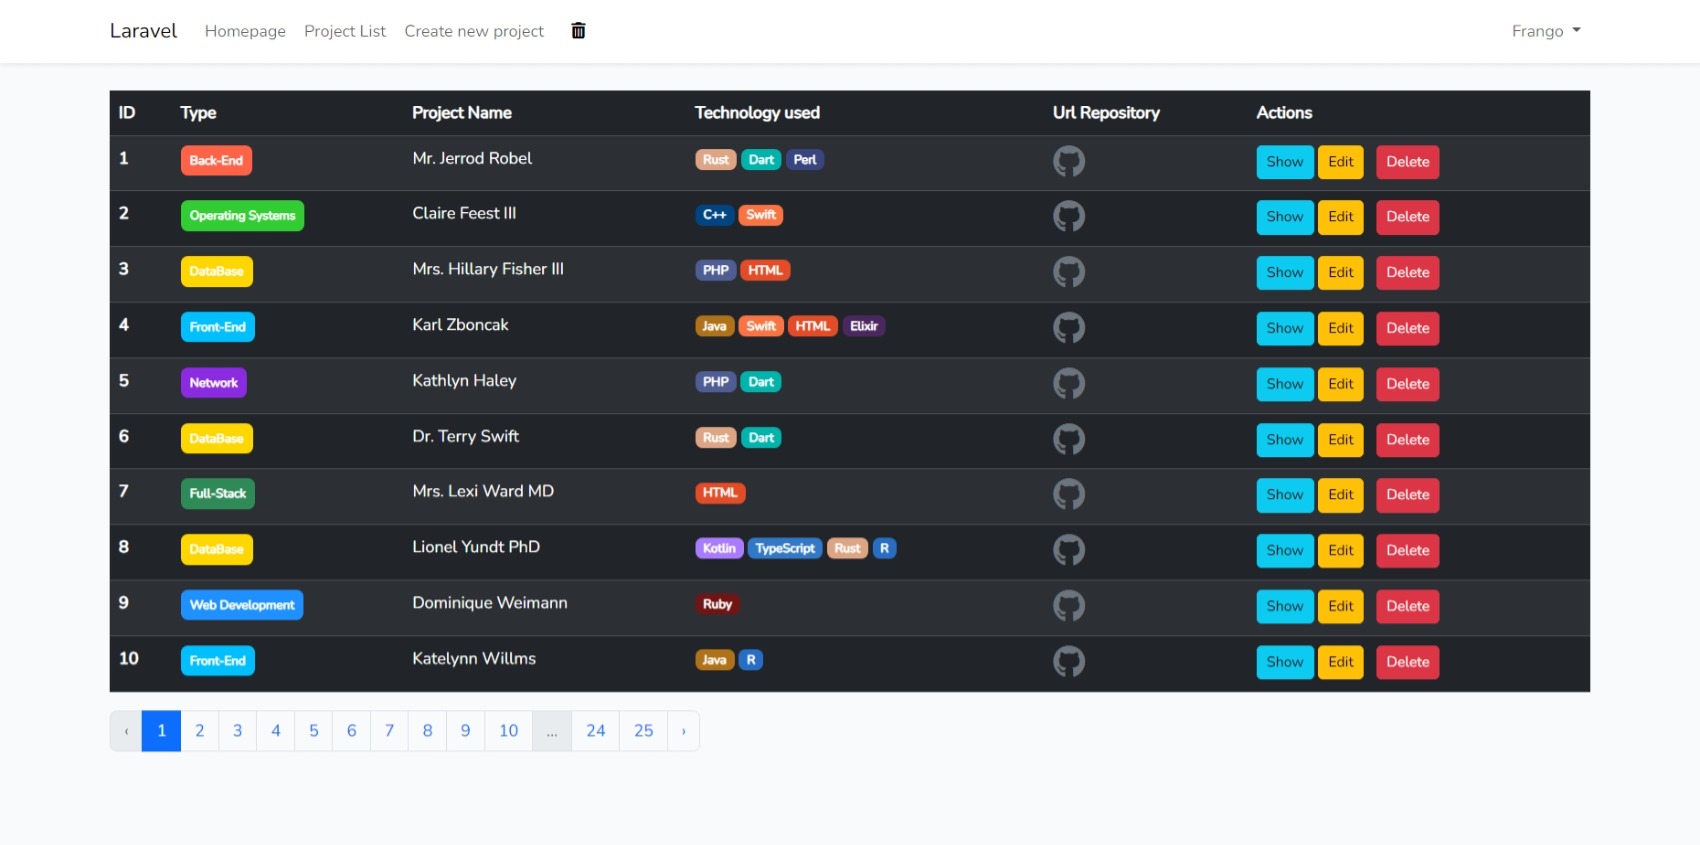 Laravel Homepage Project List Create new project Frango
ID Type Project Name Technology used Url Repository Actions
1 Back-End Mr. Jerrod Robel Rust Dart Perl Show Edit Delete
2 Operating Systems Claire Feest III C++ Swift Show Edit Delete
3 DataBase Mrs. Hillary Fisher III PHP HTML Show Edit Delete
4 Front-End Karl Zboncak Java Swift HTML Elixir Show Edit Delete
5 Network Kathlyn Haley PHP Dart Show Edit Delete
6 DataBase Dr. Terry Swift Rust Dart Show Edit Delete
7 Full-Stack Mrs. Lexi Ward MD HTML Show Edit Delete
8 DataBase Lionel Yundt PhD Kotlin TypeScript Rust R Show Edit Delete
9 Web Development Dominique Weimann Ruby Show Edit Delete
10 Front-End Katelynn Willms Java R Show Edit Delete
‹ 1 2 3 4 5 6 7 8 9 10 ... 24 25 ›